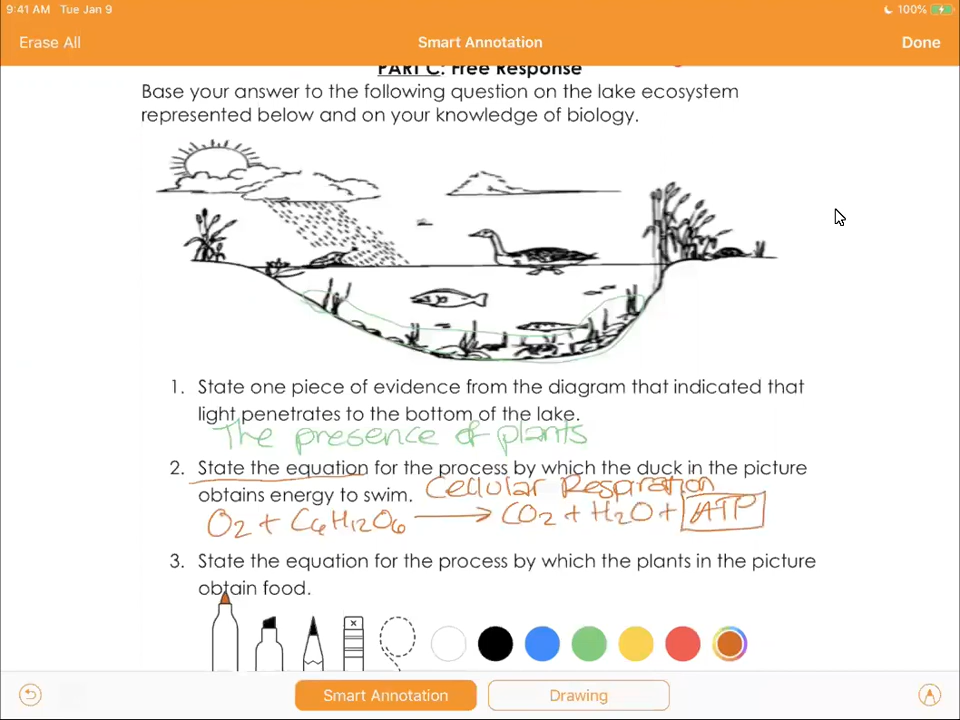 9:41 AM Tue Jan 9
100%
Erase All
Smart Annotation
Done
PART C: Free Response
Base your answer to the following question on the lake ecosystem
represented below and on your knowledge of biology.
1. State one piece of evidence from the diagram that indicated that
light penetrates to the bottom of the lake.
The presence of plants
2. State the equation for the process by which the duck in the picture
obtains energy to swim. Cellular Respiration
O2 + C6H12O6 → CO2 + H2O + ATP
3. State the equation for the process by which the plants in the picture
obtain food.
Smart Annotation
Drawing